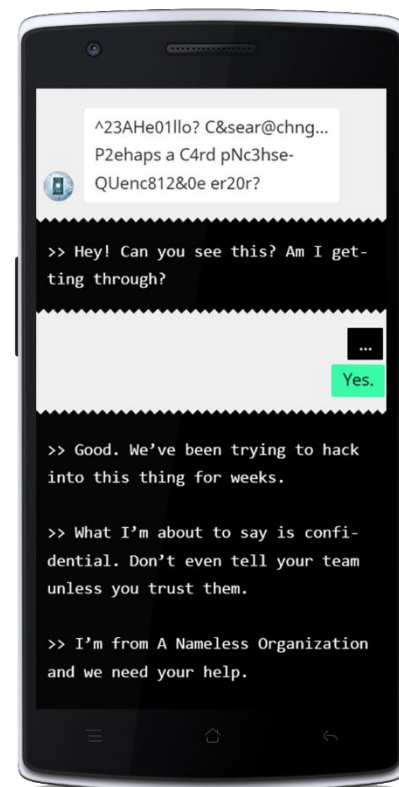 ^23AHe01llo? C&sear@chng...
P2ehaps a C4rd pNc3hse-
QUenc812&0e er20r?
>> Hey! Can you see this? Am I get-
ting through?
...
Yes.
>> Good. We’ve been trying to hack
into this thing for weeks.
>> What I’m about to say is confi-
dential. Don’t even tell your team
unless you trust them.
>> I’m from A Nameless Organization
and we need your help.